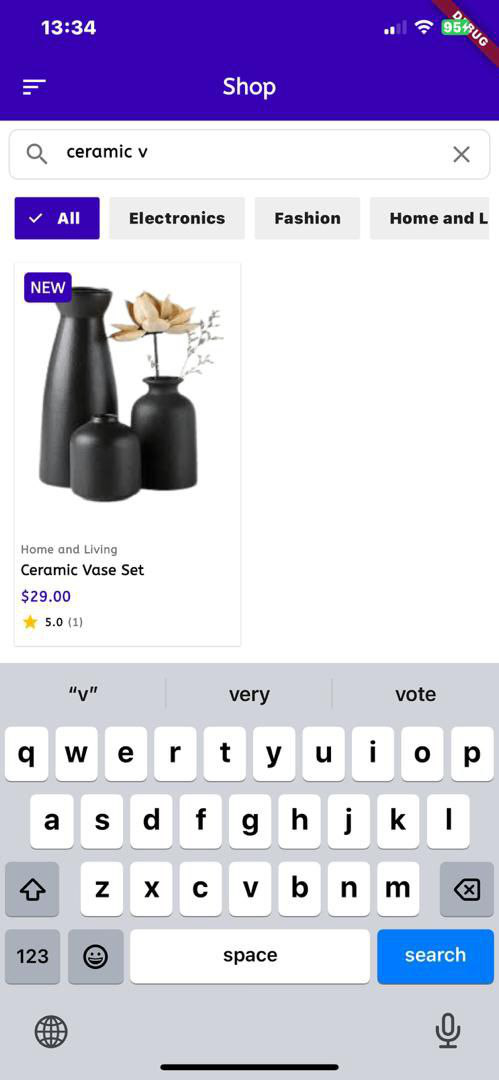 13:34
95
DEBUG
Shop
ceramic v
All
Electronics
Fashion
Home and L
NEW
Home and Living
Ceramic Vase Set
$29.00
5.0 (1)
“v”
very
vote
q w e r t y u i o p
a s d f g h j k l
z x c v b n m
123
space
search